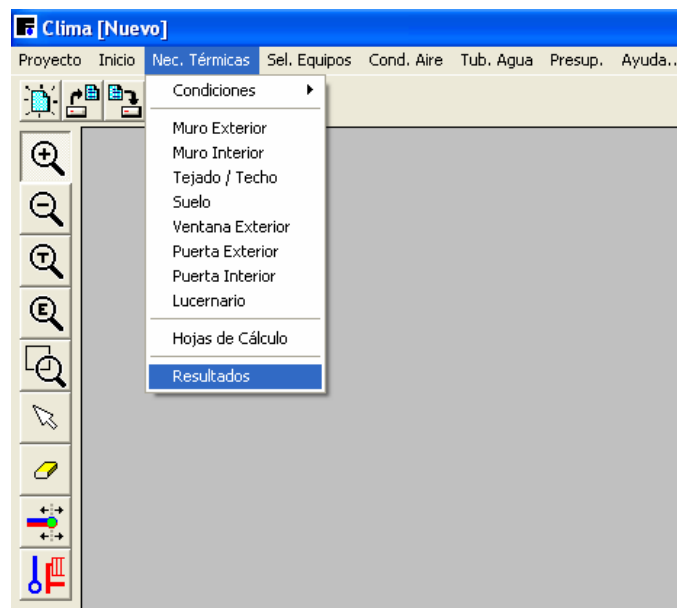 Clima [Nuevo]
Proyecto Inicio Nec. Térmicas Sel. Equipos Cond. Aire Tub. Agua Presup. Ayuda..
Condiciones
Muro Exterior
Muro Interior
Tejado / Techo
Suelo
Ventana Exterior
Puerta Exterior
Puerta Interior
Lucernario
Hojas de Cálculo
Resultados
T
E